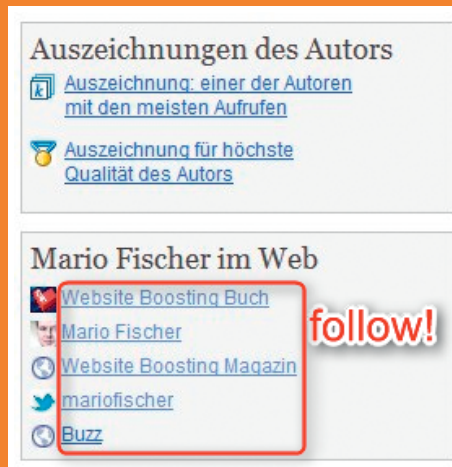 Auszeichnungen des Autors
Auszeichnung: einer der Autoren
mit den meisten Aufrufen
Auszeichnung für höchste
Qualität des Autors
Mario Fischer im Web
Website Boosting Buch
Mario Fischer
Website Boosting Magazin
mariofischer
Buzz
follow!